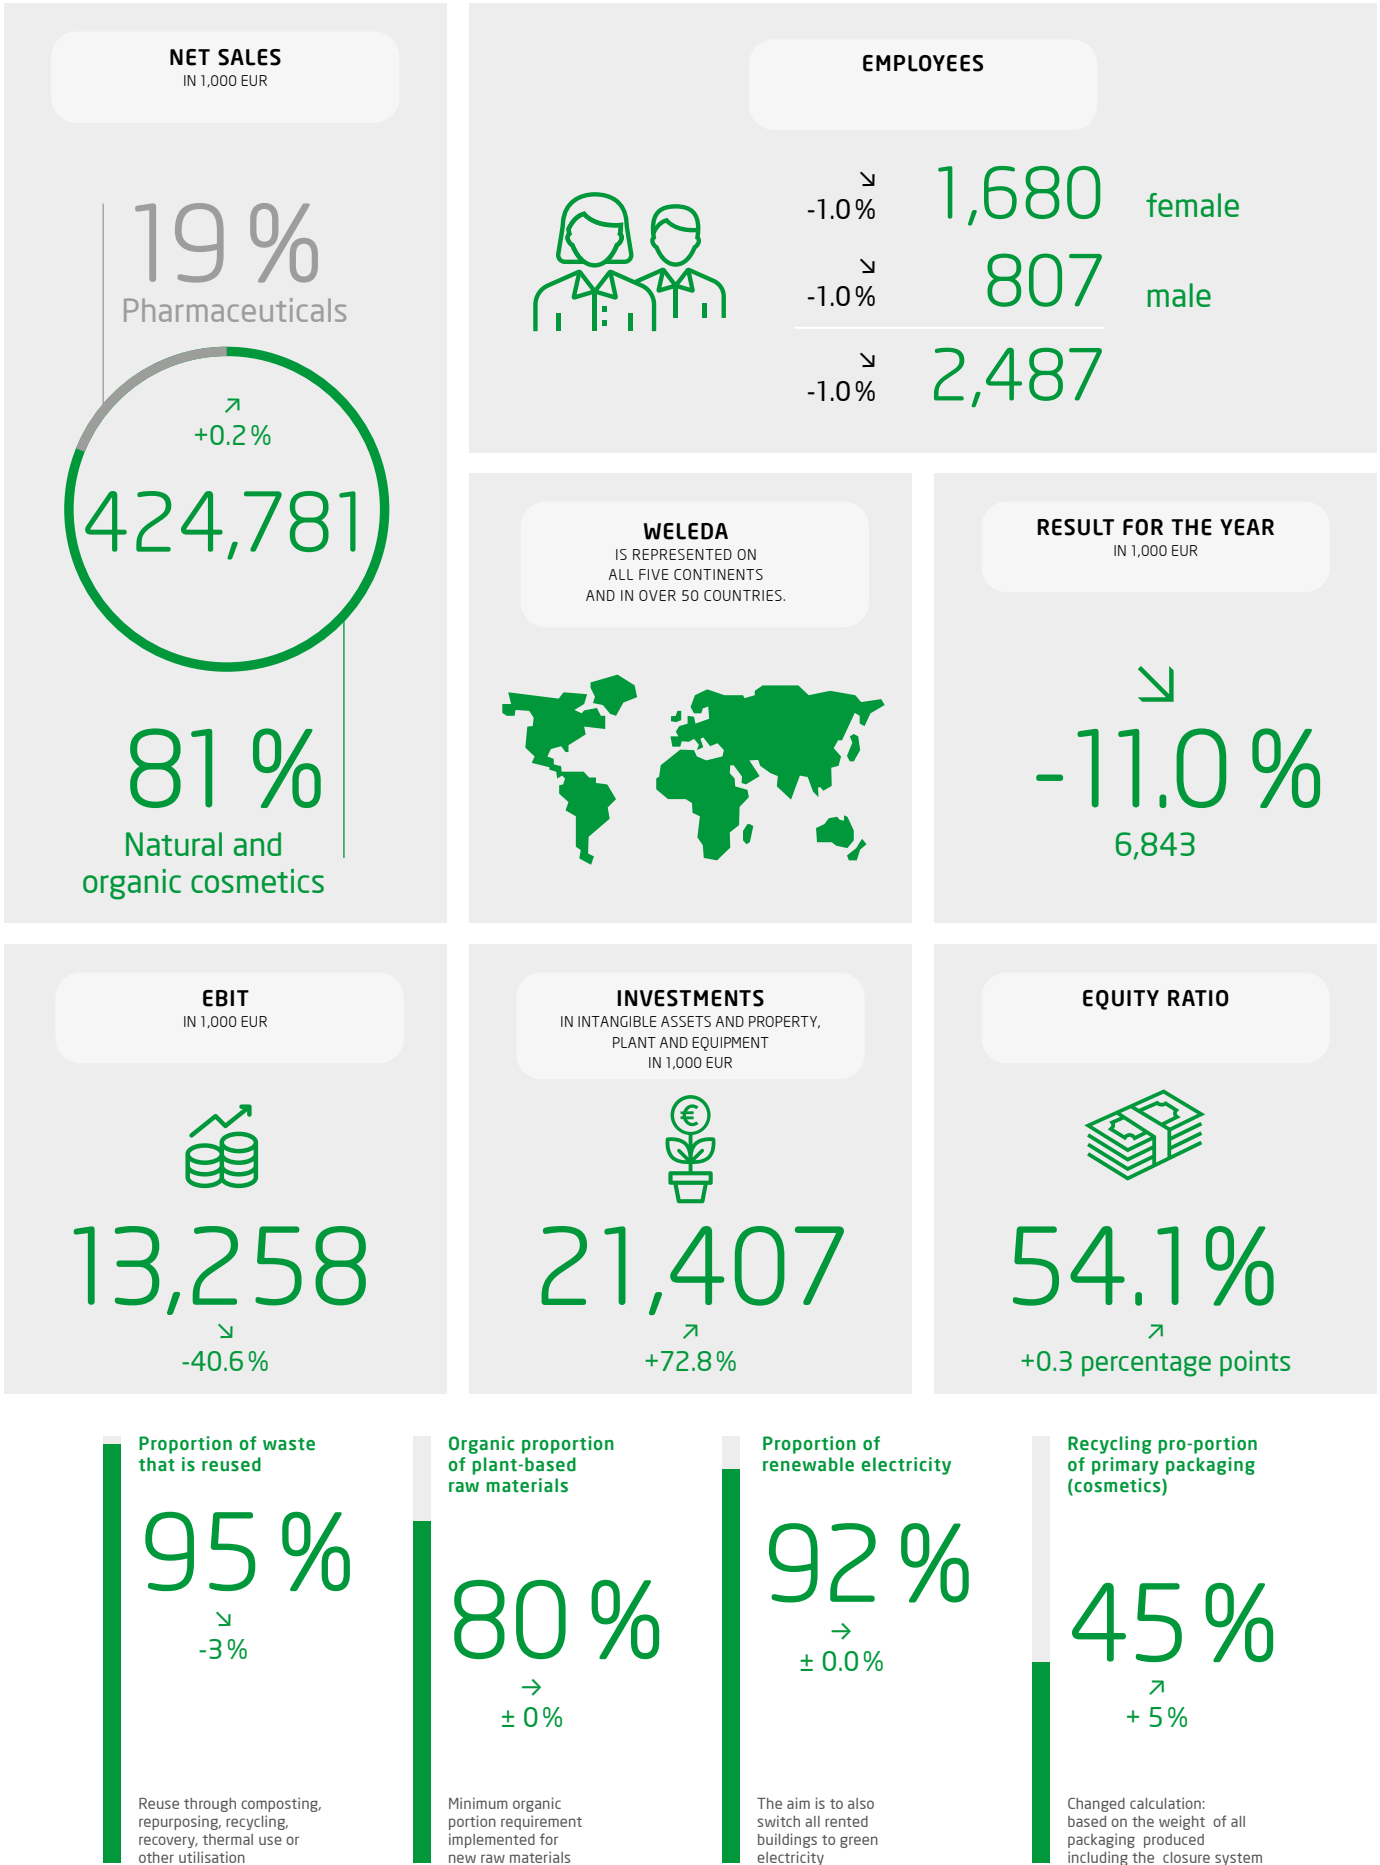 NET SALES
IN 1,000 EUR
19 %
Pharmaceuticals
+0.2 %
424,781
81 %
Natural and
organic cosmetics
EMPLOYEES
-1.0 % 1,680 female
-1.0 % 807 male
-1.0 % 2,487
WELEDA
IS REPRESENTED ON
ALL FIVE CONTINENTS
AND IN OVER 50 COUNTRIES.
RESULT FOR THE YEAR
IN 1,000 EUR
-11.0 %
6,843
EBIT
IN 1,000 EUR
13,258
-40.6 %
INVESTMENTS
IN INTANGIBLE ASSETS AND PROPERTY,
PLANT AND EQUIPMENT
IN 1,000 EUR
€
21,407
+72.8 %
EQUITY RATIO
54.1%
+0.3 percentage points
Proportion of waste
that is reused
95 %
-3 %
Reuse through composting,
repurposing, recycling,
recovery, thermal use or
other utilisation
Organic proportion
of plant-based
raw materials
80 %
± 0 %
Minimum organic
portion requirement
implemented for
new raw materials
Proportion of
renewable electricity
92 %
± 0.0 %
The aim is to also
switch all rented
buildings to green
electricity
Recycling pro-portion
of primary packaging
(cosmetics)
45 %
+ 5 %
Changed calculation:
based on the weight of all
packaging produced
including the closure system